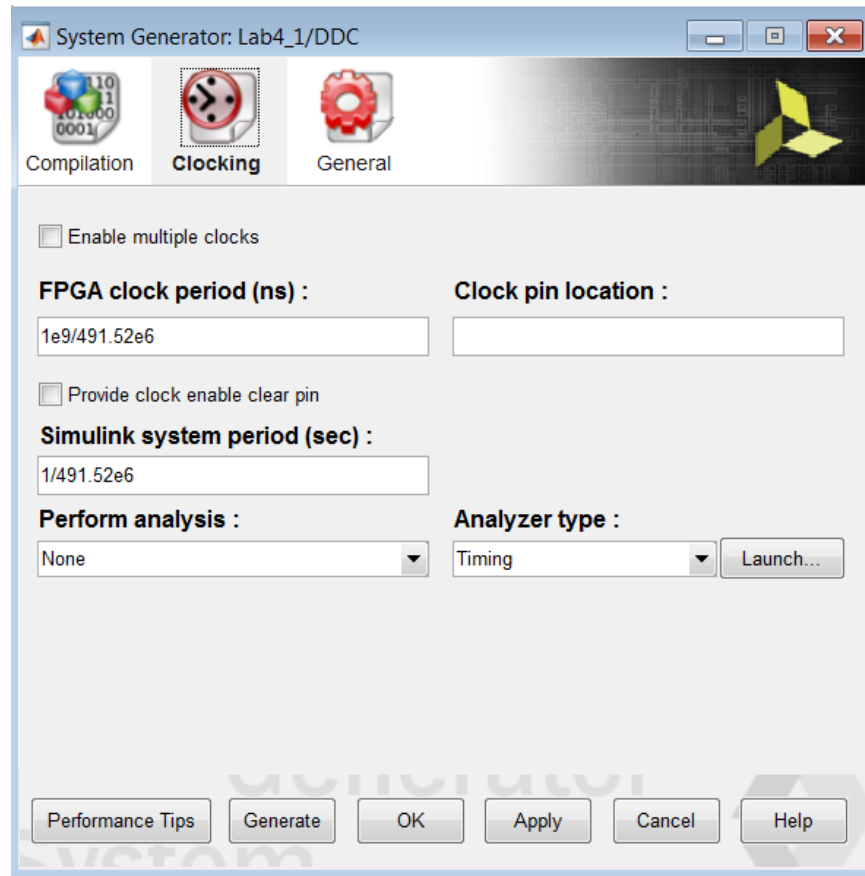 System Generator: Lab4_1/DDC
Compilation Clocking General
Enable multiple clocks
FPGA clock period (ns) : Clock pin location :
1e9/491.52e6
Provide clock enable clear pin
Simulink system period (sec) :
1/491.52e6
Perform analysis : Analyzer type :
None Timing Launch...
Generator
Performance Tips Generate OK Apply Cancel Help
System